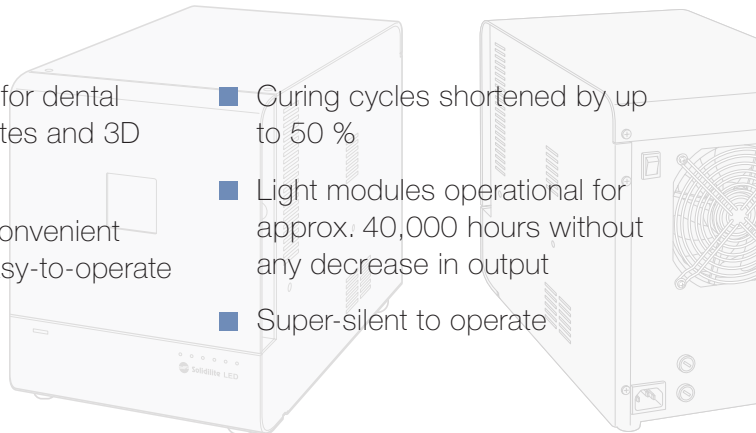 for dental
tes and 3D
onvenient
sy-to-operate
Curing cycles shortened by up
to 50 %
Light modules operational for
approx. 40,000 hours without
any decrease in output
Super-silent to operate
Solidilite LED